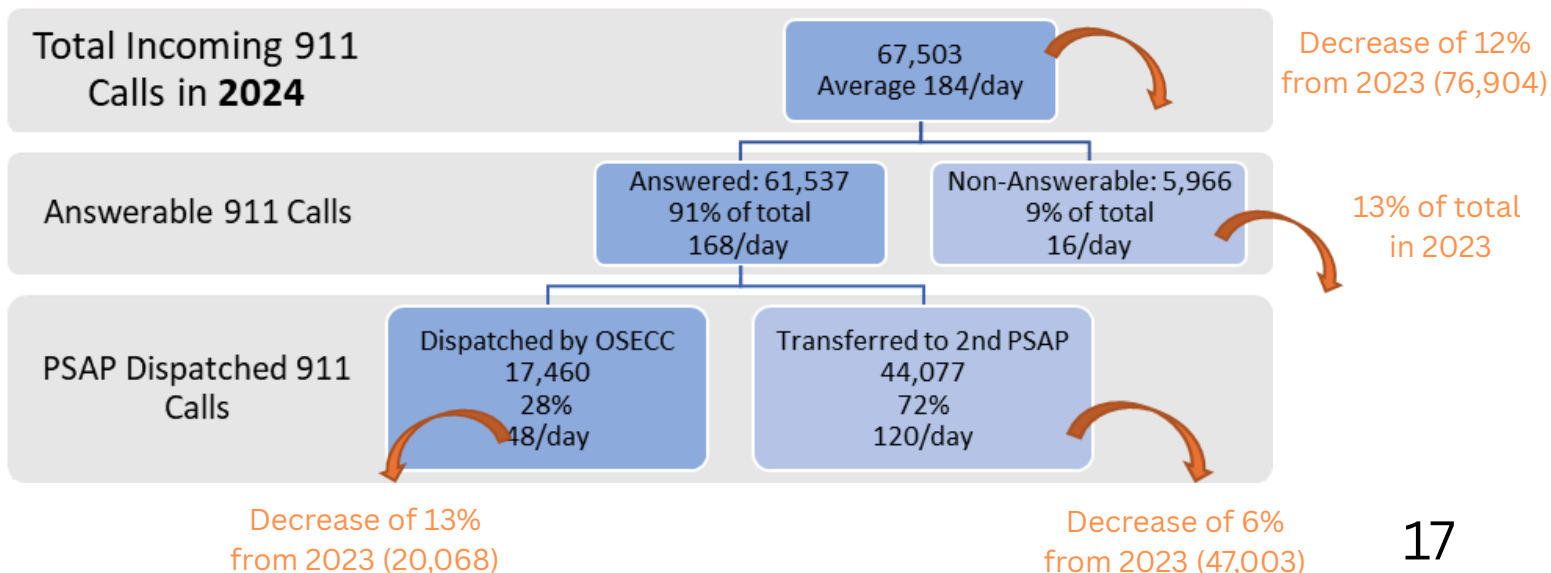 Total Incoming 911
Calls in 2024
67,503
Average 184/day
Decrease of 12%
from 2023 (76,904)
Answerable 911 Calls
Answered: 61,537
91% of total
168/day
Non-Answerable: 5,966
9% of total
16/day
13% of total
in 2023
PSAP Dispatched 911
Calls
Dispatched by OSECC
17,460
28%
48/day
Transferred to 2nd PSAP
44,077
72%
120/day
Decrease of 13%
from 2023 (20,068)
Decrease of 6%
from 2023 (47,003)
17